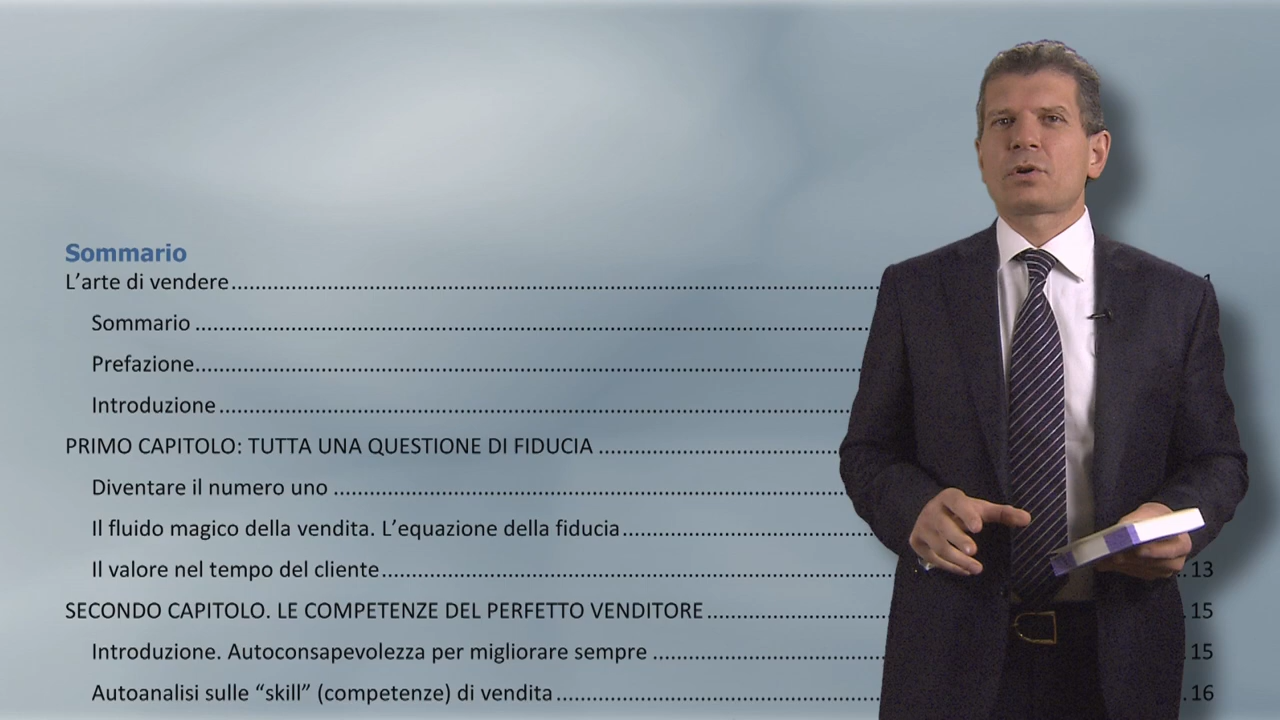 Sommario
L’arte di vendere........................................................ 1
Sommario........................................................
Prefazione........................................................
Introduzione........................................................
PRIMO CAPITOLO: TUTTA UNA QUESTIONE DI FIDUCIA........................................
Diventare il numero uno........................................................
Il fluido magico della vendita. L’equazione della fiducia........................................
Il valore nel tempo del cliente........................................................ 13
SECONDO CAPITOLO. LE COMPETENZE DEL PERFETTO VENDITORE........................................ 15
Introduzione. Autoconsapevolezza per migliorare sempre........................................ 15
Autoanalisi sulle “skill” (competenze) di vendita........................................ 16